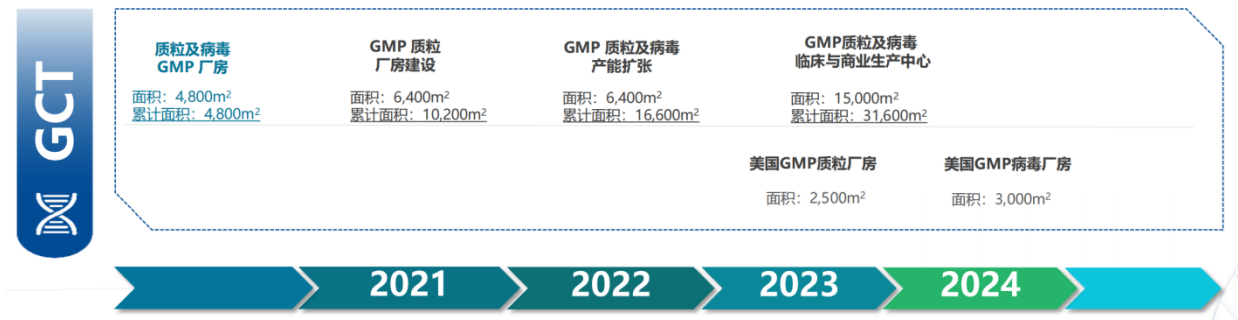 GCT
质粒及病毒
GMP 厂房
面积：4,800m²
累计面积：4,800m²
GMP 质粒
厂房建设
面积：6,400m²
累计面积：10,200m²
GMP 质粒及病毒
产能扩张
面积：6,400m²
累计面积：16,600m²
GMP质粒及病毒
临床与商业生产中心
面积：15,000m²
累计面积：31,600m²
美国GMP质粒厂房
面积：2,500m²
美国GMP病毒厂房
面积：3,000m²
2021
2022
2023
2024